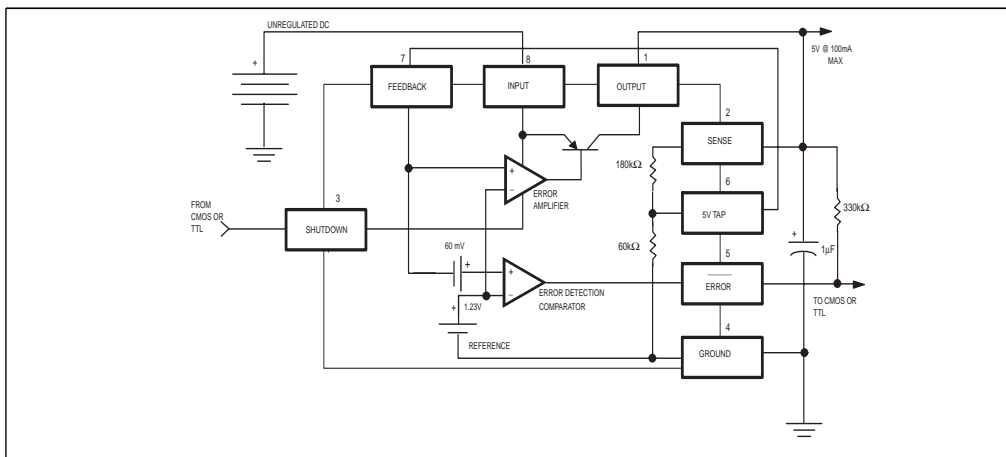 UNREGULATED DC
5V @ 100mA
MAX
7
8
1
+
FEEDBACK
INPUT
OUTPUT
2
SENSE
180kΩ
+
−
ERROR
AMPLIFIER
6
5V TAP
330kΩ
FROM
CMOS OR
TTL
3
SHUTDOWN
60kΩ
+
1μF
60 mV
+
+
−
5
ERROR
ERROR DETECTION
COMPARATOR
TO CMOS OR
TTL
+
1.23V
REFERENCE
4
GROUND